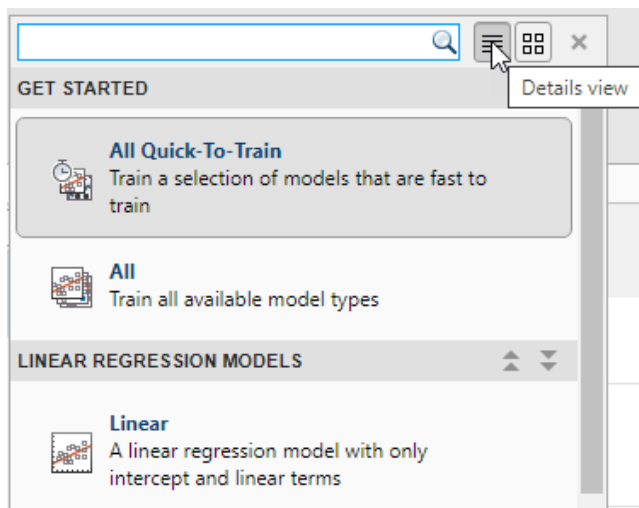 GET STARTED
Details view
All Quick-To-Train
Train a selection of models that are fast to
train
All
Train all available model types
LINEAR REGRESSION MODELS
Linear
A linear regression model with only
intercept and linear terms